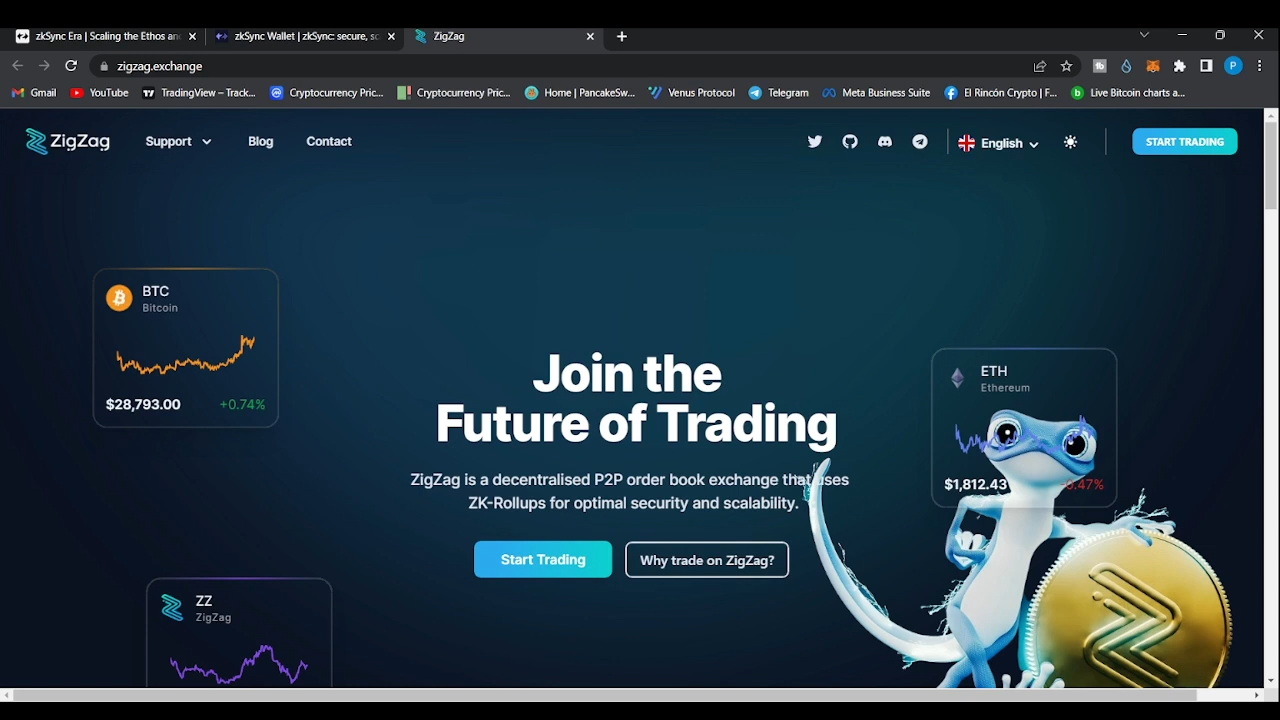 zkSync Era | Scaling the Ethos an
zkSync Wallet | zkSync: secure, sc
ZigZag
zigzag.exchange
Gmail
YouTube
TradingView – Track...
Cryptocurrency Pric...
Cryptocurrency Pric...
Home | PancakeSw...
Venus Protocol
Telegram
Meta Business Suite
El Rincón Crypto | F...
Live Bitcoin charts a...
ZigZag
Support
Blog
Contact
English
START TRADING
BTC
Bitcoin
$28,793.00 +0.74%
Join the
Future of Trading
ZigZag is a decentralised P2P order book exchange that uses
ZK-Rollups for optimal security and scalability.
Start Trading
Why trade on ZigZag?
ETH
Ethereum
$1,812.43 -0.47%
ZZ
ZigZag